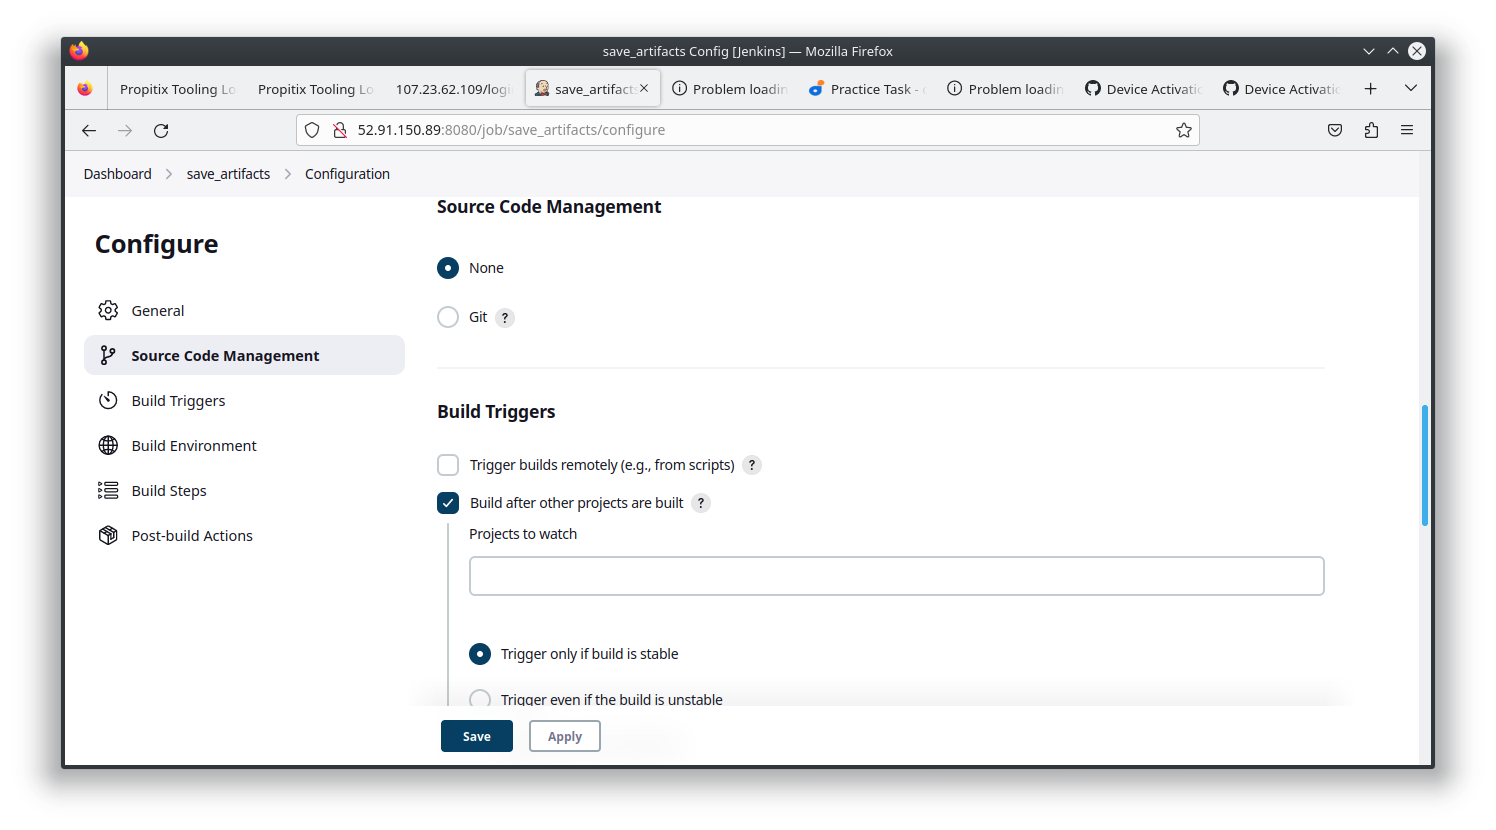 save_artifacts Config [Jenkins] — Mozilla Firefox
Propitix Tooling Lo
Propitix Tooling Lo
107.23.62.109/logi
save_artifacts
Problem loadin
Practice Task -
Problem loadin
Device Activatio
Device Activatio
52.91.150.89:8080/job/save_artifacts/configure
Dashboard > save_artifacts > Configuration
Configure
General
Source Code Management
Build Triggers
Build Environment
Build Steps
Post-build Actions
Source Code Management
None
Git ?
Build Triggers
Trigger builds remotely (e.g., from scripts) ?
Build after other projects are built ?
Projects to watch
Trigger only if build is stable
Trigger even if the build is unstable
Save
Apply